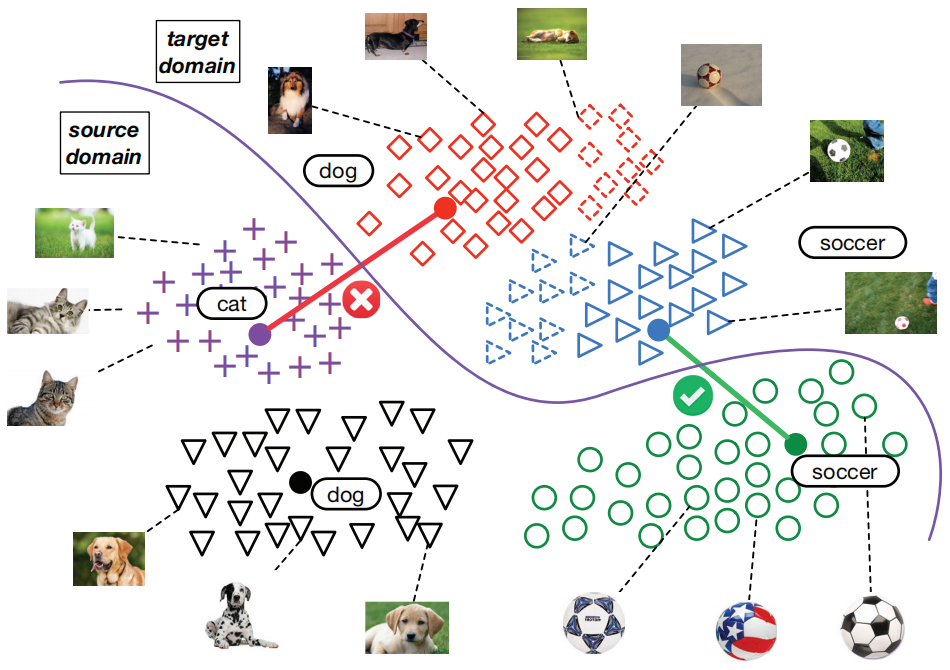 target
domain
source
domain
dog
soccer
cat
dog
soccer